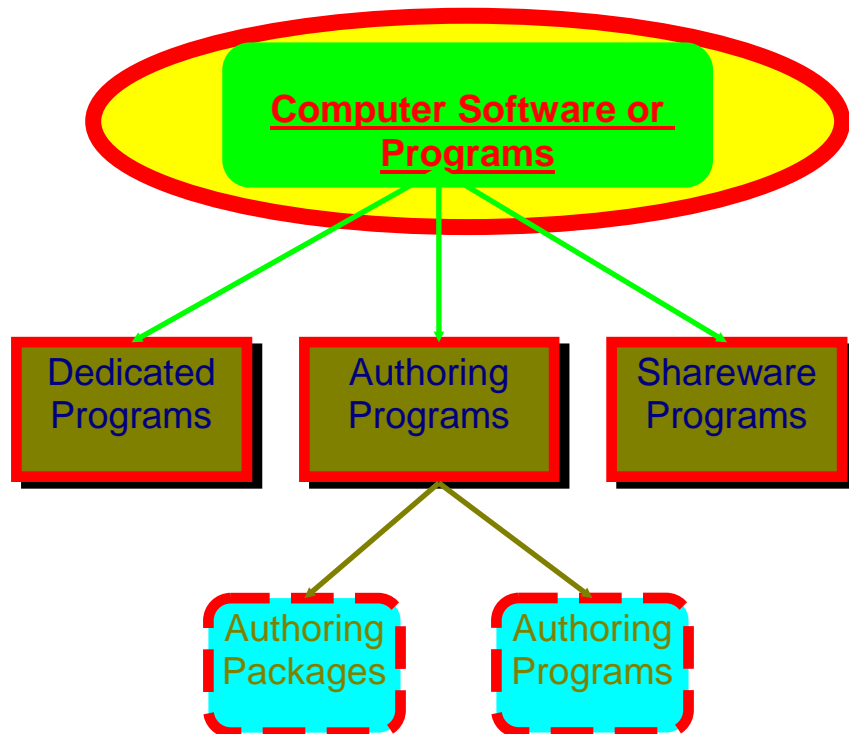 Computer Software or
Programs
Dedicated
Programs
Authoring
Programs
Shareware
Programs
Authoring
Packages
Authoring
Programs